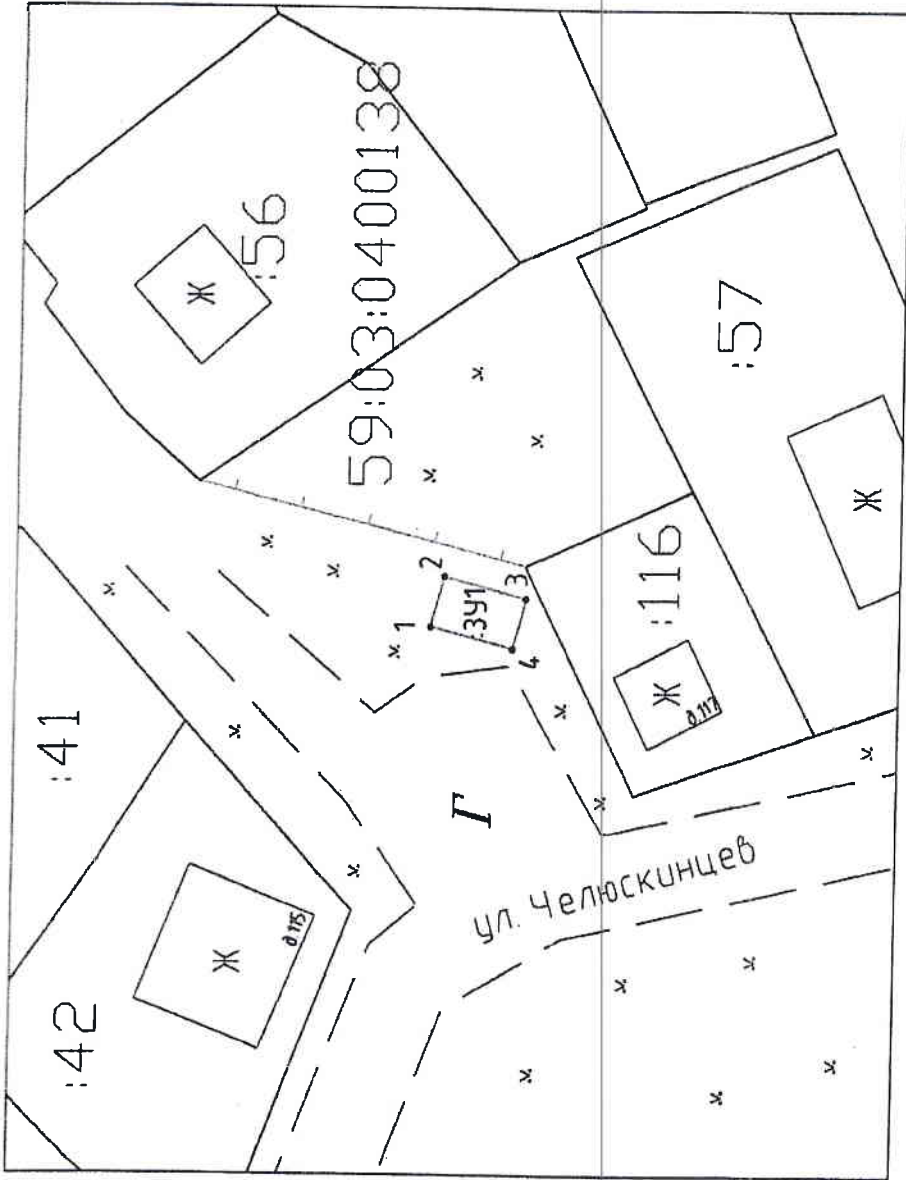 :56
Ж
59:03:0400138
:57
Ж
:41
1
2
3
4
:ЗУ1
:116
Ж
д.117
:42
Ж
д.115
Г
ул. Челюскинцев